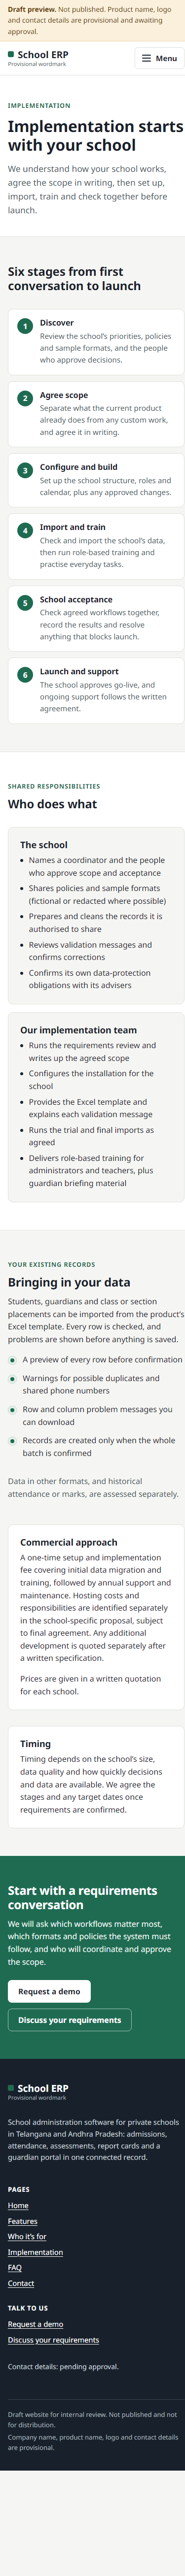 Draft preview. Not published. Product name, logo
and contact details are provisional and awaiting
approval.
School ERP
Provisional wordmark
Menu
IMPLEMENTATION
Implementation starts
with your school
We understand how your school works,
agree the scope in writing, then set up,
import, train and check together before
launch.
Six stages from first
conversation to launch
1
Discover
Review the school's priorities, policies
and sample formats, and the people
who approve decisions.
2
Agree scope
Separate what the current product
already does from any custom work,
and agree it in writing.
3
Configure and build
Set up the school structure, roles and
calendar, plus any approved changes.
4
Import and train
Check and import the school's data,
then run role-based training and
practise everyday tasks.
5
School acceptance
Check agreed workflows together,
record the results and resolve
anything that blocks launch.
6
Launch and support
The school approves go-live, and
ongoing support follows the written
agreement.
SHARED RESPONSIBILITIES
Who does what
The school
Names a coordinator and the people
who approve scope and acceptance
Shares policies and sample formats
(fictional or redacted where possible)
Prepares and cleans the records it is
authorised to share
Reviews validation messages and
confirms corrections
Confirms its own data-protection
obligations with its advisers
Our implementation team
Runs the requirements review and
writes up the agreed scope
Configures the installation for the
school
Provides the Excel template and
explains each validation message
Runs the trial and final imports as
agreed
Delivers role-based training for
administrators and teachers, plus
guardian briefing material
YOUR EXISTING RECORDS
Bringing in your data
Students, guardians and class or section
placements can be imported from the product's
Excel template. Every row is checked, and
problems are shown before anything is saved.
A preview of every row before confirmation
Warnings for possible duplicates and
shared phone numbers
Row and column problem messages you
can download
Records are created only when the whole
batch is confirmed
Data in other formats, and historical
attendance or marks, are assessed separately.
Commercial approach
A one-time setup and implementation
fee covering initial data migration and
training, followed by annual support and
maintenance. Hosting costs and
responsibilities are identified separately
in the school-specific proposal, subject
to final agreement. Any additional
development is quoted separately after
a written specification.
Prices are given in a written quotation
for each school.
Timing
Timing depends on the school's size,
data quality and how quickly decisions
and data are available. We agree the
stages and any target dates once
requirements are confirmed.
Start with a requirements
conversation
We will ask which workflows matter most,
which formats and policies the system must
follow, and who will coordinate and approve
the scope.
Request a demo
Discuss your requirements
School ERP
Provisional wordmark
School administration software for private schools
in Telangana and Andhra Pradesh: admissions,
attendance, assessments, report cards and a
guardian portal in one connected record.
PAGES
Home
Features
Who it's for
Implementation
FAQ
Contact
TALK TO US
Request a demo
Discuss your requirements
Contact details: pending approval.
Draft website for internal review. Not published and not
for distribution.
Company name, product name, logo and contact details
are provisional.